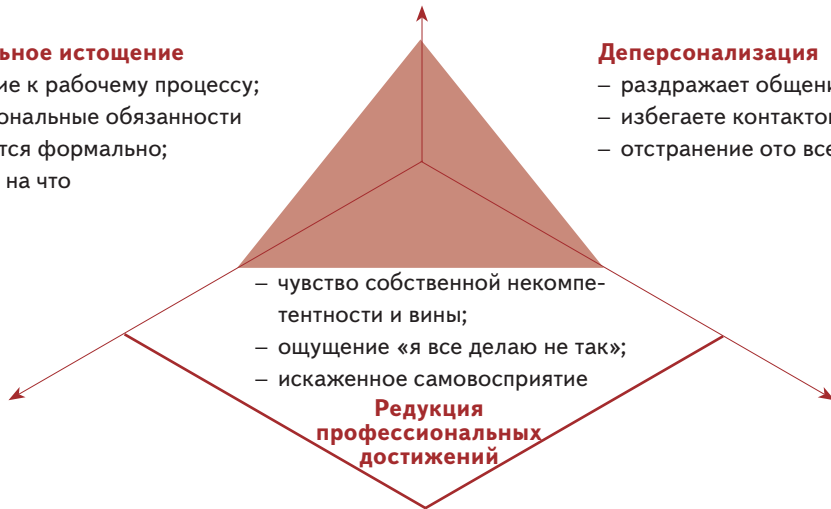 льное истощение
ие к рабочему процессу;
ональные обязанности
тся формально;
на что
Деперсонализация
– раздражает общени
– избегаете контактов
– отстранение ото все
– чувство собственной некомпе-
тентности и вины;
– ощущение «я все делаю не так»;
– искаженное самовосприятие
Редукция
профессиональных
достижений